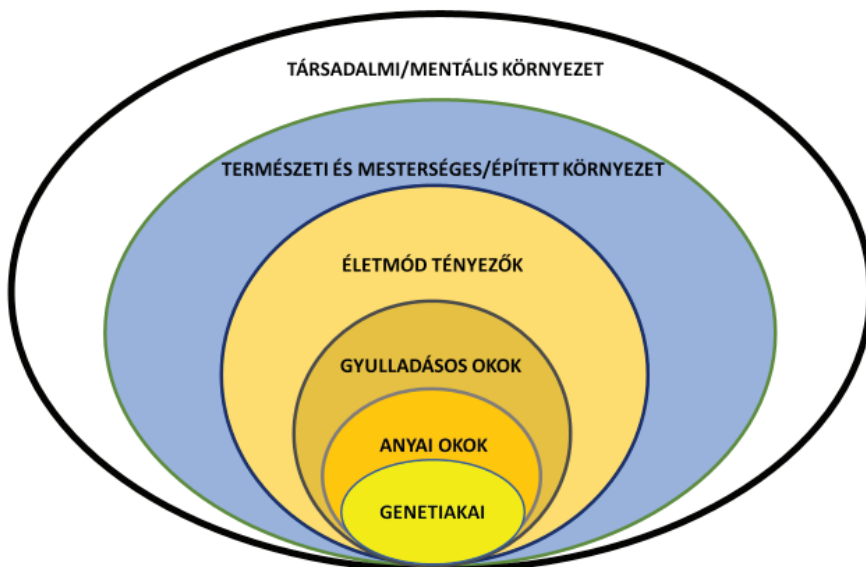 TÁRSADALMI/MENTÁLIS KÖRNYEZET
TERMÉSZETI ÉS MESTERSÉGES/ÉPÍTETT KÖRNYEZET
ÉLETMÓD TÉNYEZŐK
GYULLADÁSOS OKOK
ANYAI OKOK
GENETIAKAI